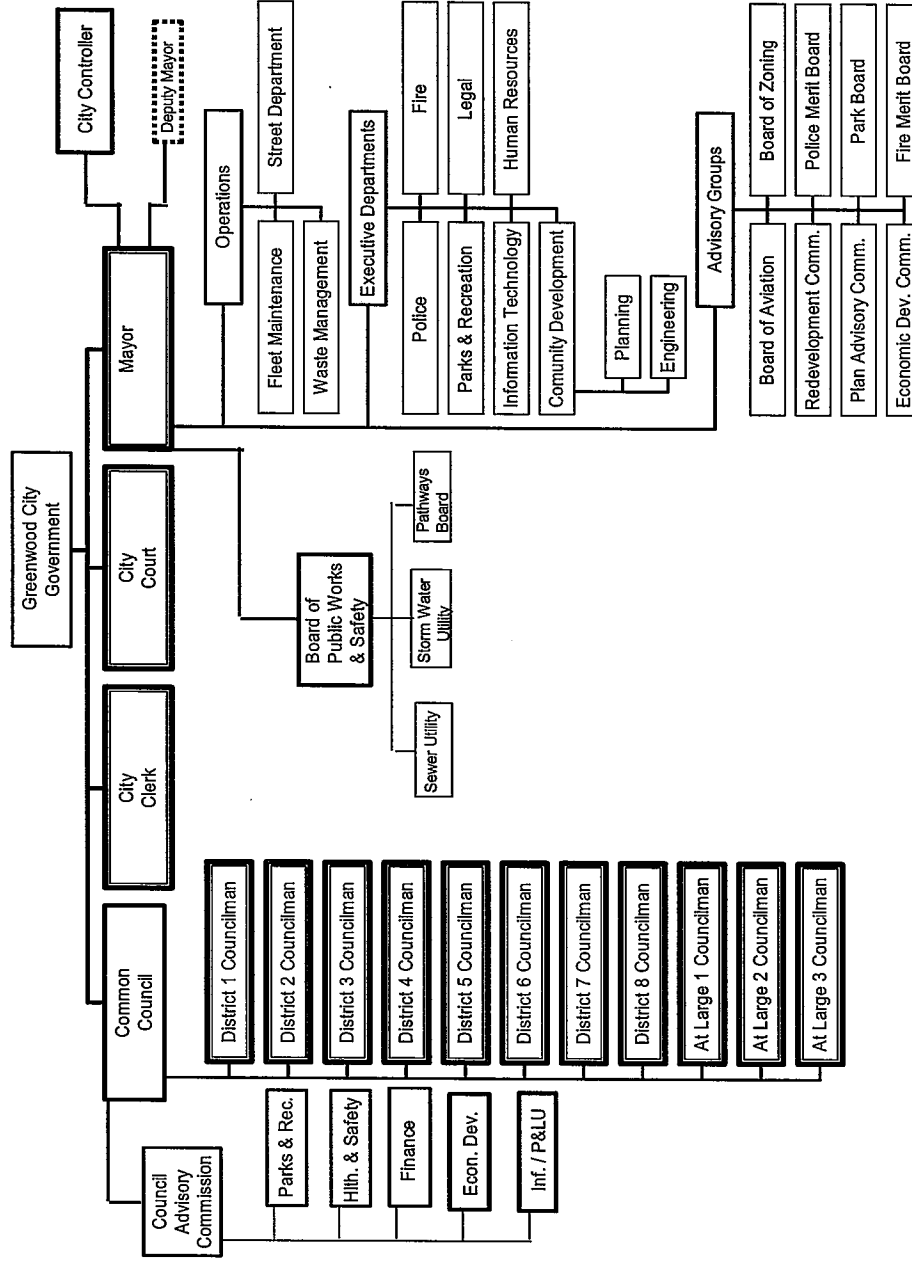 Greenwood City
Government
Common
Council
City
Clerk
City
Court
Mayor
City Controller
Deputy Mayor
Council
Advisory
Commission
Parks & Rec.
Hlth. & Safety
Finance
Econ. Dev.
Inf. / P&LU
District 1 Councilman
District 2 Councilman
District 3 Councilman
District 4 Councilman
District 5 Councilman
District 6 Councilman
District 7 Councilman
District 8 Councilman
At Large 1 Councilman
At Large 2 Councilman
At Large 3 Councilman
Board of
Public Works
& Safety
Sewer Utility
Storm Water
Utility
Pathways
Board
Operations
Fleet Maintenance
Street Department
Waste Management
Executive Departments
Police
Fire
Parks & Recreation
Legal
Information Technology
Human Resources
Comunity Development
Planning
Engineering
Advisory Groups
Board of Aviation
Board of Zoning
Redevelopment Comm.
Police Merit Board
Plan Advisory Comm.
Park Board
Economic Dev. Comm.
Fire Merit Board